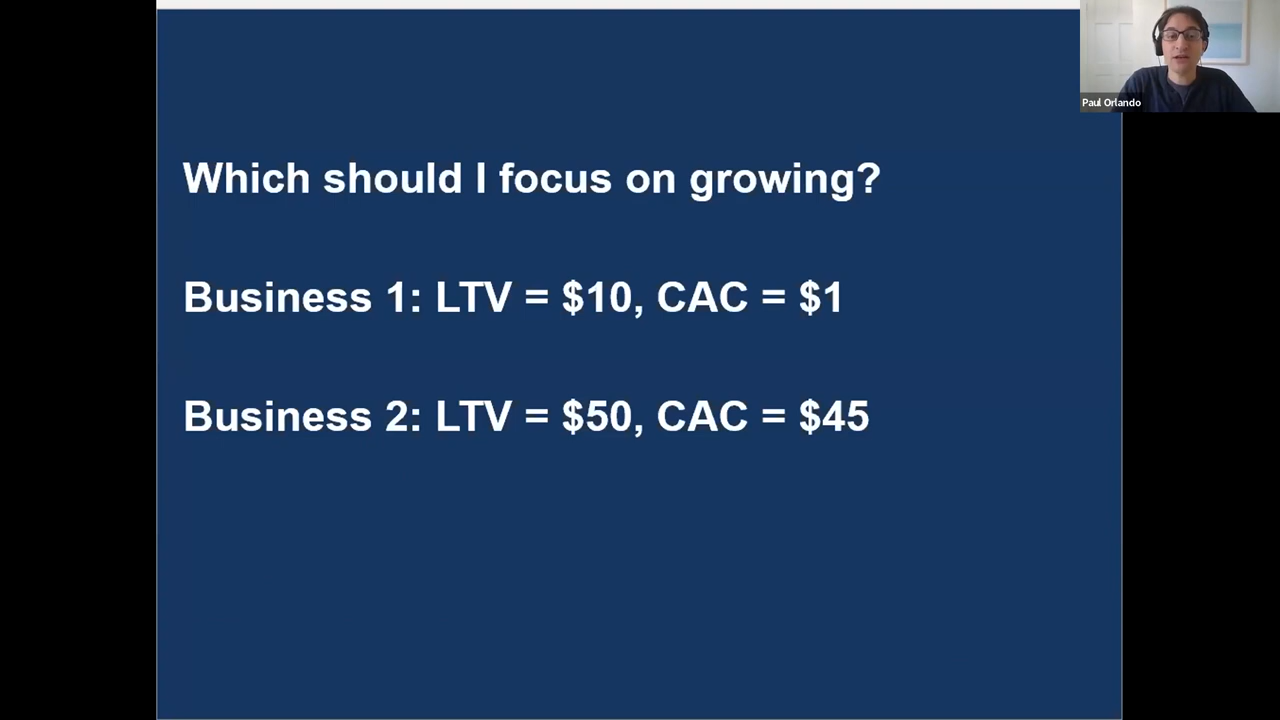 Paul Orlando
Which should I focus on growing?
Business 1: LTV = $10, CAC = $1
Business 2: LTV = $50, CAC = $45